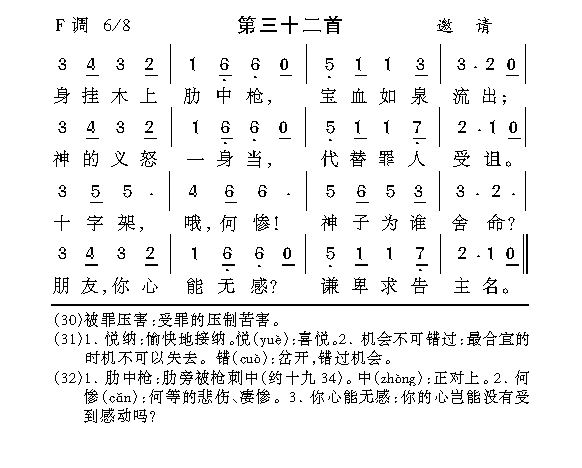 F 调 6/8 第三十二首 邀 请
3 4 3 2 | 1 6 6 0 | 5 1 1 3 | 3 · 2 0 |
身 挂 木 上 肋 中 枪, 宝 血 如 泉 流 出;
3 4 3 2 | 1 6 6 0 | 5 1 1 7 | 2 · 1 0 |
神 的 义 怒 一 身 当, 代 替 罪 人 受 诅。
3 5 5 · | 4 6 6 · | 5 6 5 3 | 3 · 2 · |
十 字 架, 哦, 何 惨! 神 子 为 谁 舍 命?
3 4 3 2 | 1 6 6 0 | 5 1 1 7 | 2 · 1 0 ‖
朋 友, 你 心 能 无 感? 谦 卑 求 告 主 名。
(30)被罪压害:受罪的压制苦害。
(31)1. 悦纳:愉快地接纳。悦(yuè):喜悦。2. 机会不可错过:最合宜的
时机不可以失去。错(cuò):岔开,错过机会。
(32)1. 肋中枪:肋旁被枪刺中(约十九 34)。中(zhòng):正对上。2. 何
惨(cǎn):何等的悲伤、凄惨。3. 你心能无感:你的心岂能没有受
到感动吗?